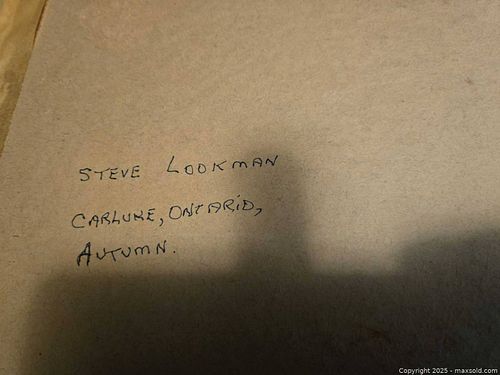 STEVE LOOKMAN
CARLUKE, ONTARIO,
AUTUMN.
Copyright 2025 - maxsold.com